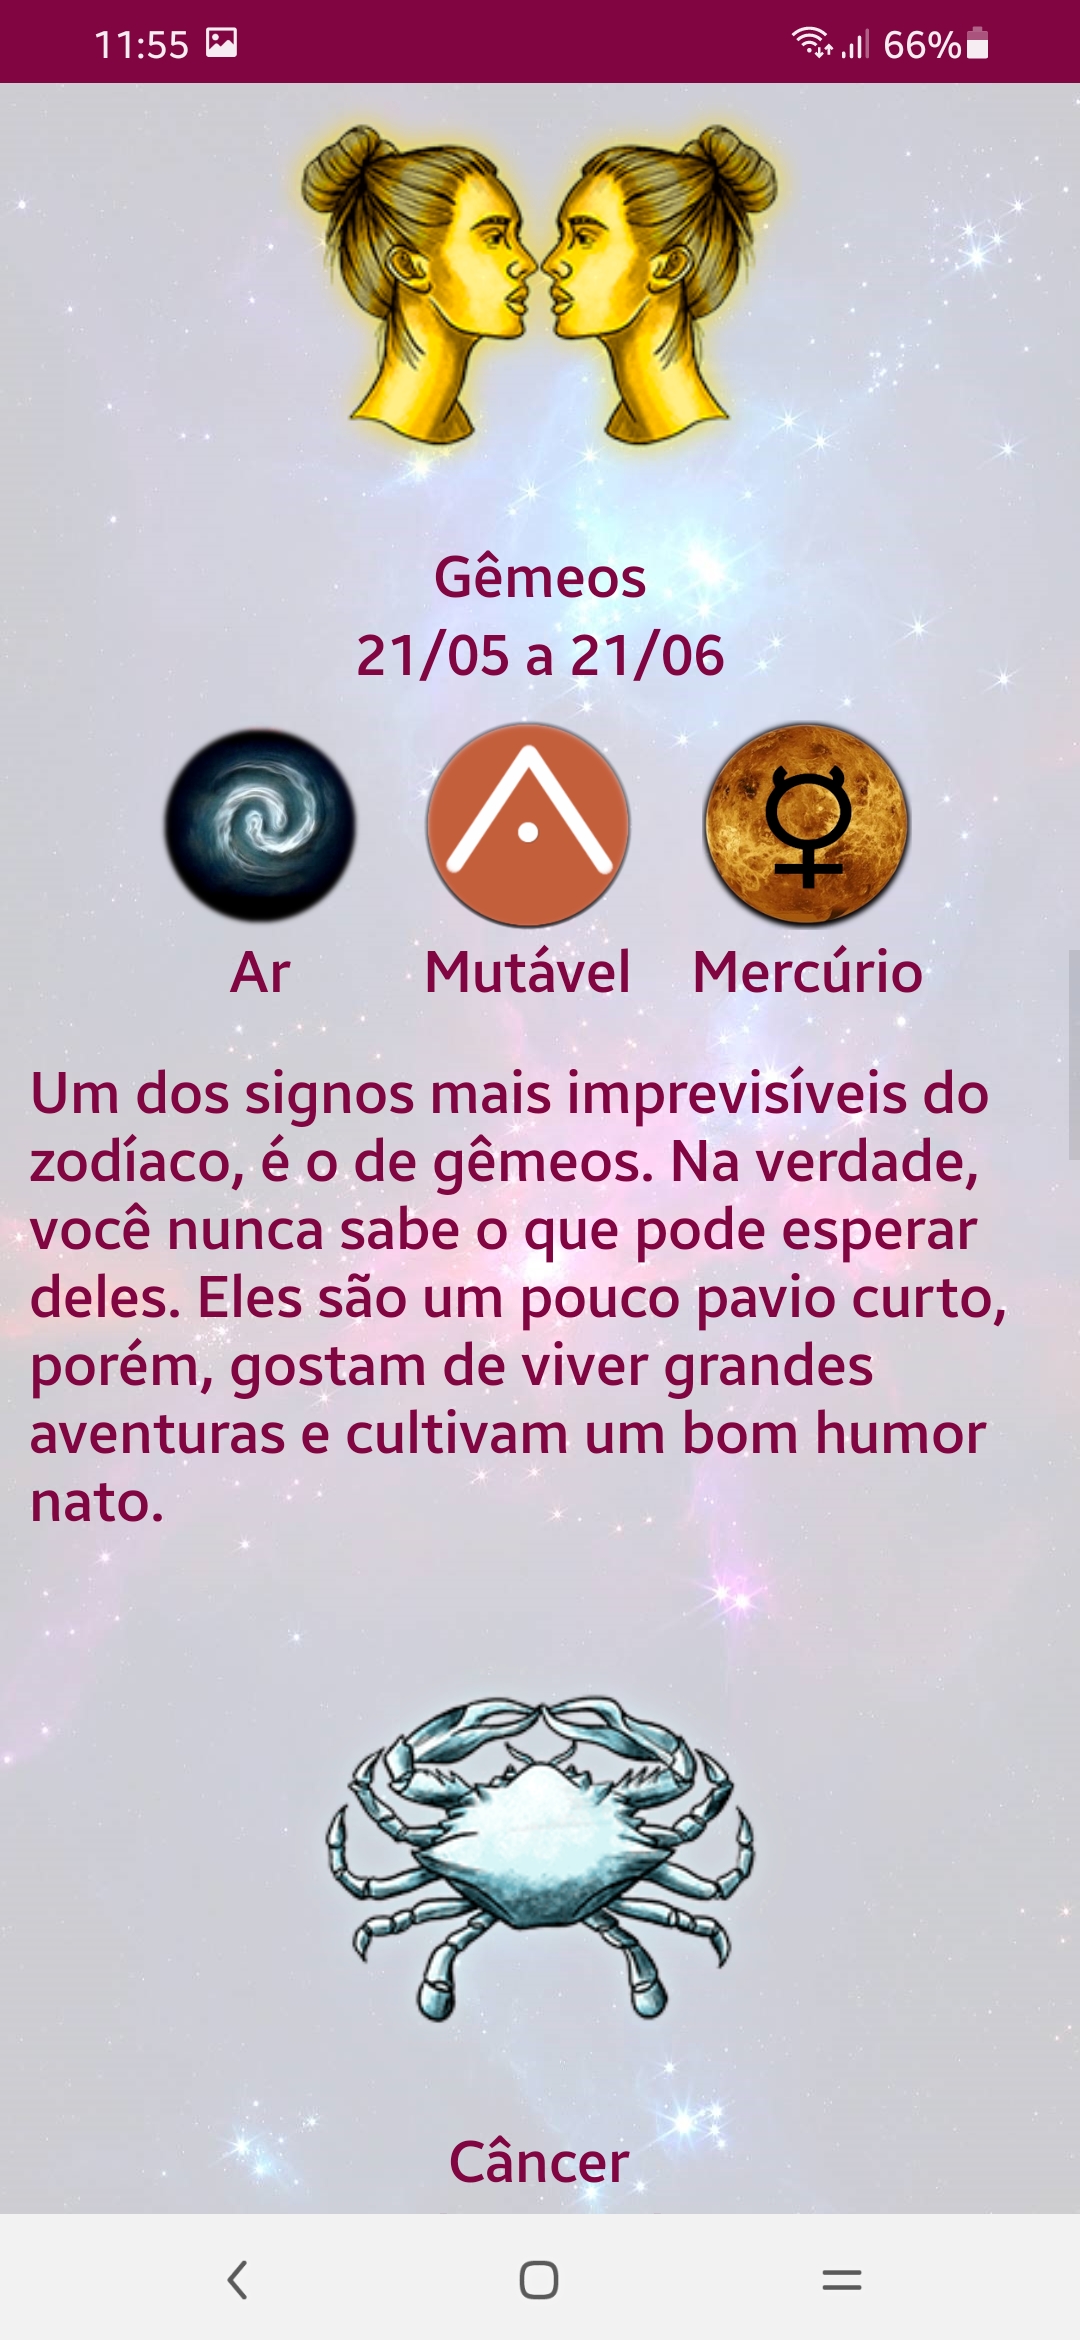 11:55
66%
Gêmeos
21/05 a 21/06
Ar
Mutável
Mercúrio
Um dos signos mais imprevisíveis do
zodíaco, é o de gêmeos. Na verdade,
você nunca sabe o que pode esperar
deles. Eles são um pouco pavio curto,
porém, gostam de viver grandes
aventuras e cultivam um bom humor
nato.
Câncer